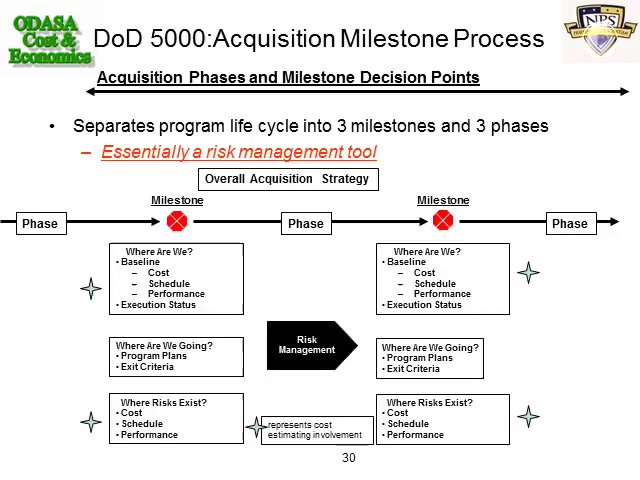 ODASA
Cost &
Economics
NPS
DoD 5000:Acquisition Milestone Process
Acquisition Phases and Milestone Decision Points
• Separates program life cycle into 3 milestones and 3 phases
– Essentially a risk management tool
Overall Acquisition Strategy
Milestone
Milestone
Phase
Phase
Phase
Where Are We?
• Baseline
– Cost
– Schedule
– Performance
• Execution Status
Where Are We?
• Baseline
– Cost
– Schedule
– Performance
• Execution Status
Where Are We Going?
• Program Plans
• Exit Criteria
Risk
Management
Where Are We Going?
• Program Plans
• Exit Criteria
Where Risks Exist?
• Cost
• Schedule
• Performance
represents cost
estimating involvement
Where Risks Exist?
• Cost
• Schedule
• Performance
30